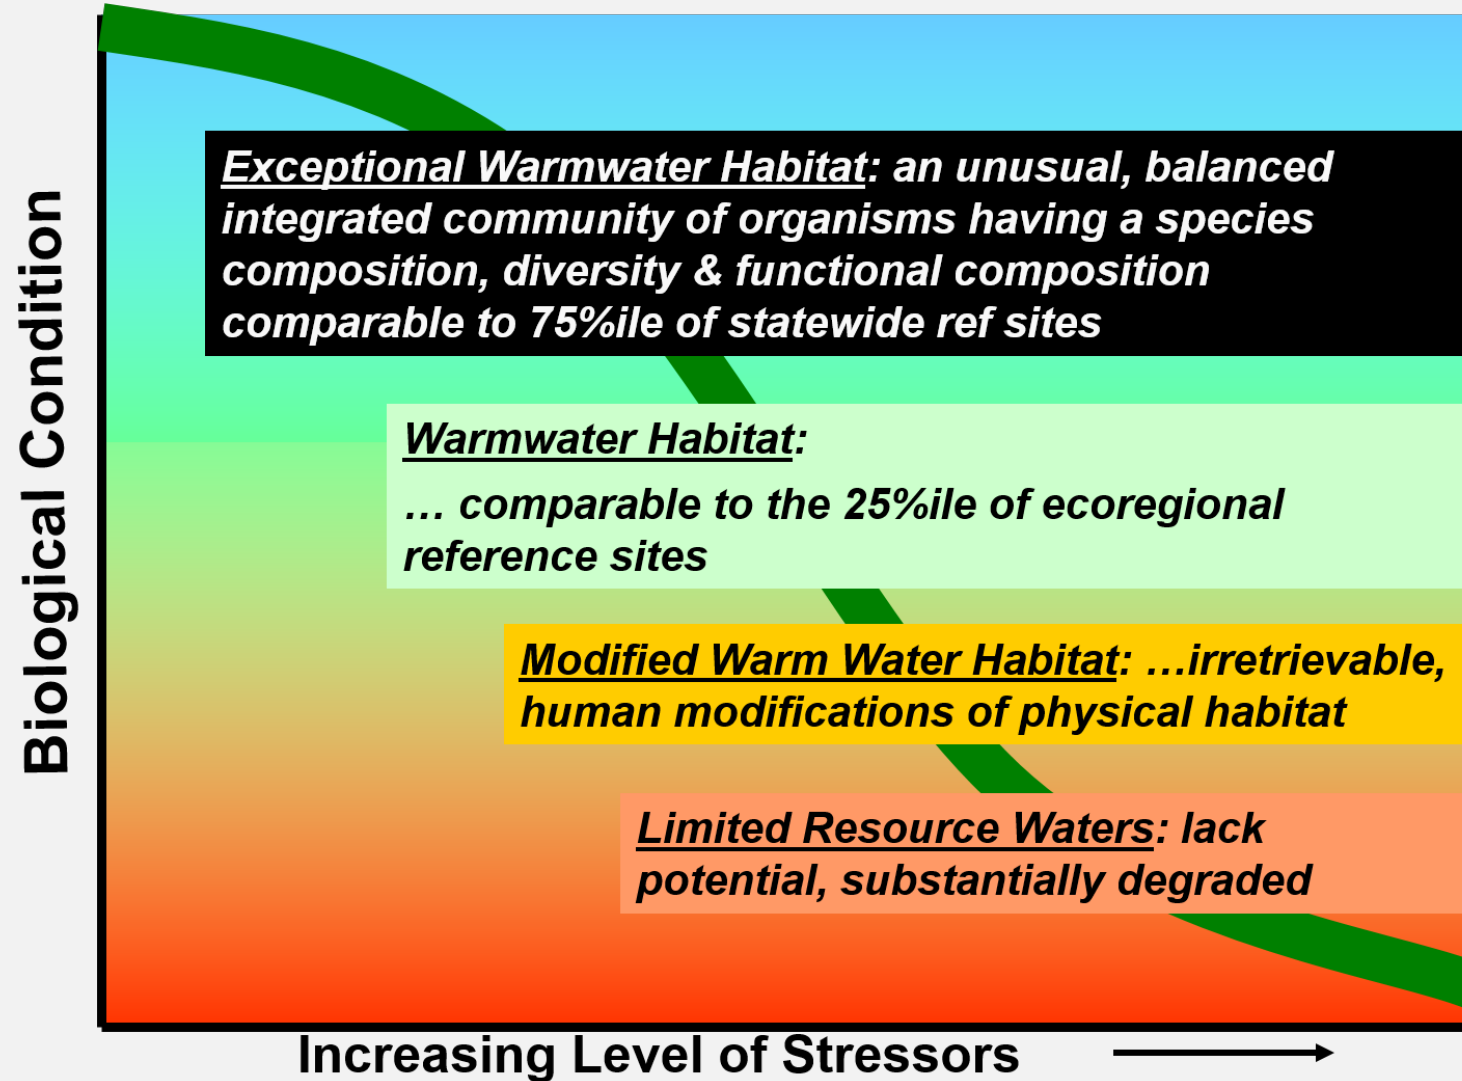 Biological Condition
Exceptional Warmwater Habitat: an unusual, balanced
integrated community of organisms having a species
composition, diversity & functional composition
comparable to 75%ile of statewide ref sites
Warmwater Habitat:
… comparable to the 25%ile of ecoregional
reference sites
Modified Warm Water Habitat: …irretrievable,
human modifications of physical habitat
Limited Resource Waters: lack
potential, substantially degraded
Increasing Level of Stressors